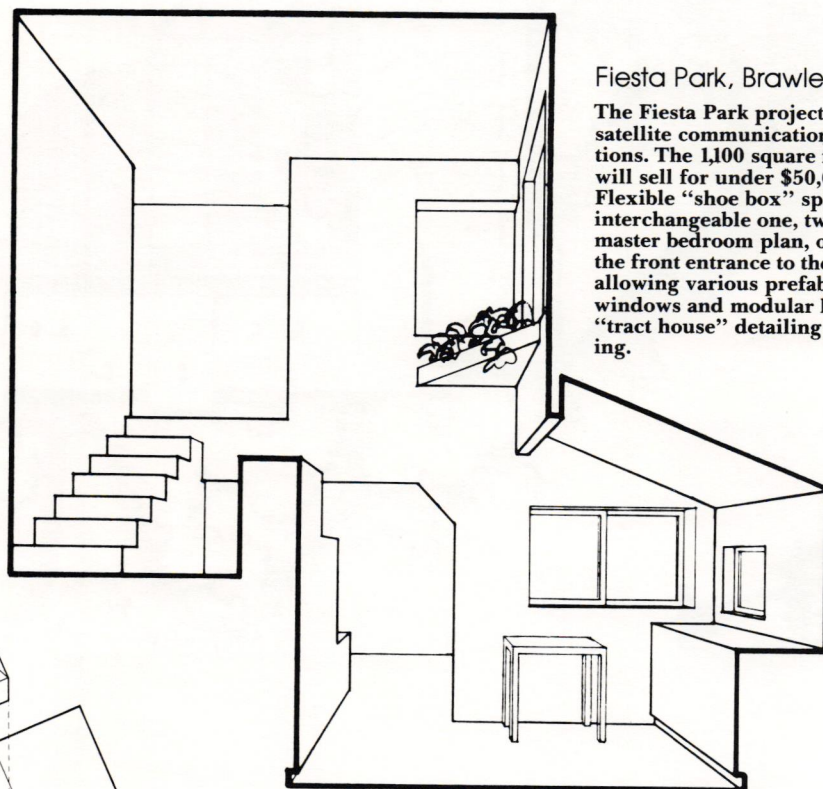 Fiesta Park, Brawle
The Fiesta Park project
satellite communication
tions. The 1,100 square
will sell for under $50,
Flexible “shoe box” sp
interchangeable one, tw
master bedroom plan, o
the front entrance to the
allowing various prefab
windows and modular
“tract house” detailing
ing.